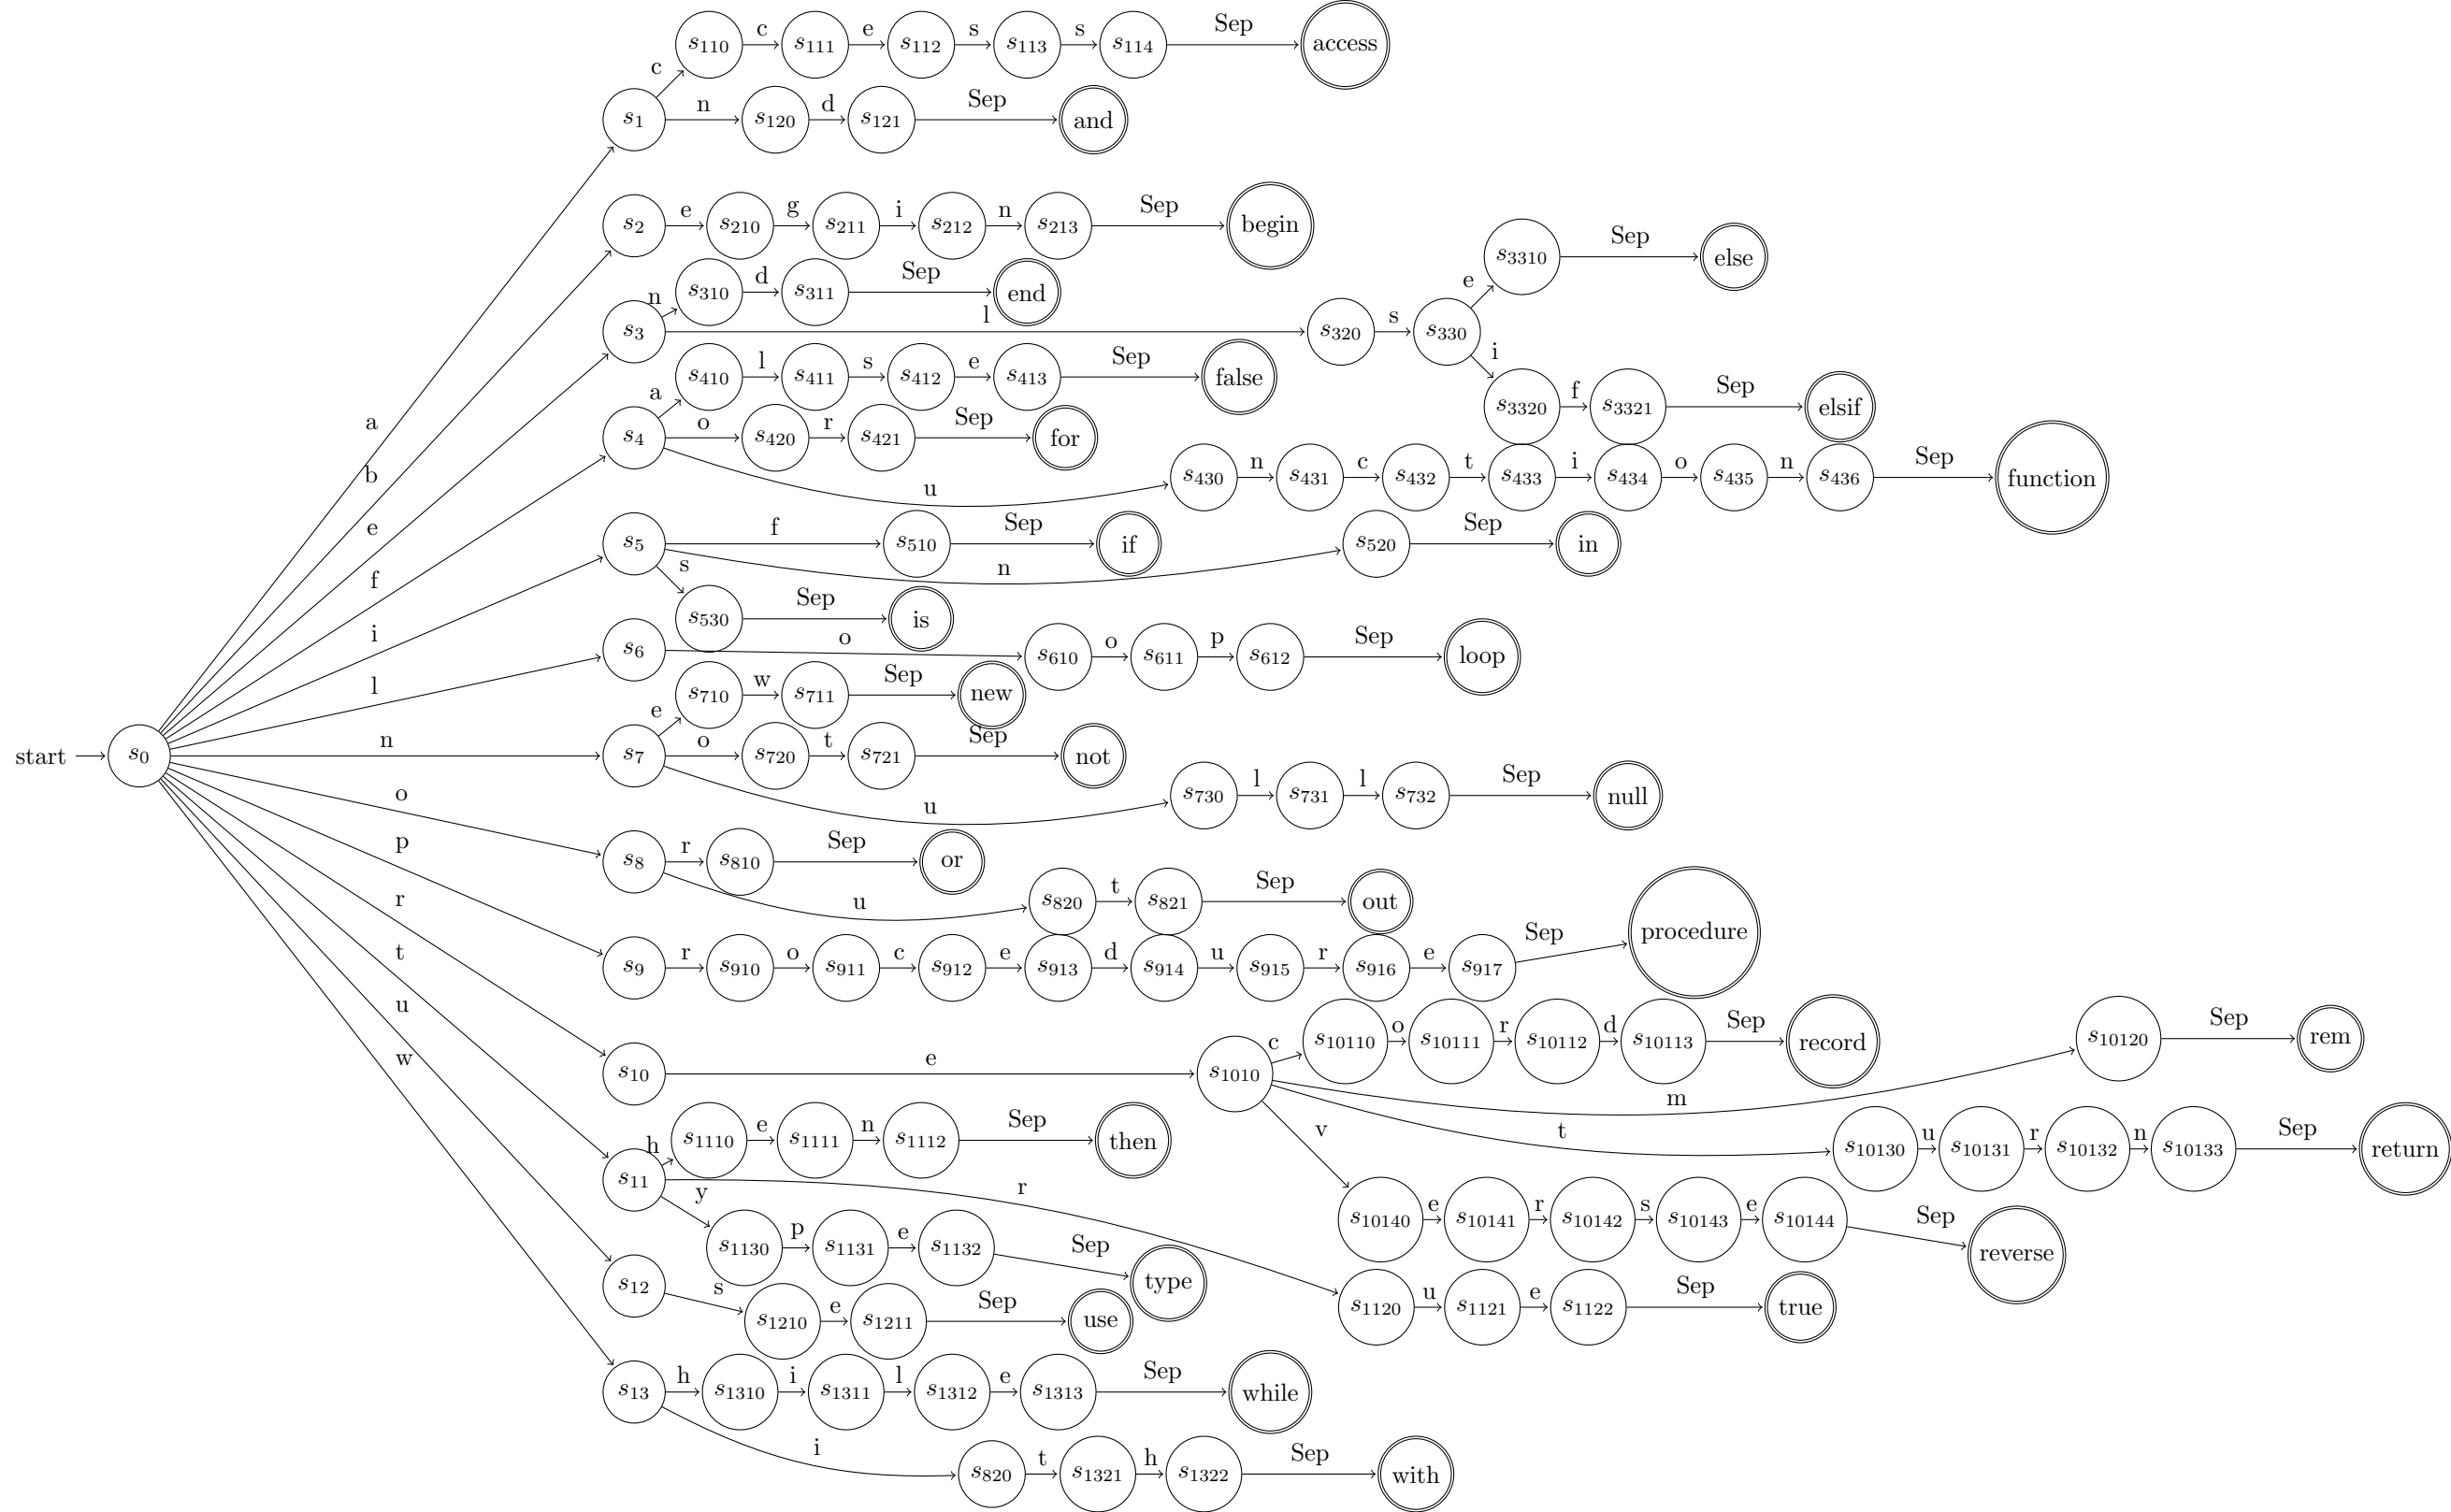 s110 c s111 e s112 s s113 s s114 Sep access
c
s1 n s120 d s121 Sep and
s2 e s210 g s211 i s212 n s213 Sep begin
s3310 Sep else
n s310 d s311 Sep end
e
s3 l s320 s s330
i
a s410 l s411 s s412 e s413 Sep false
s3320 f s3321 Sep elsif
s4 o s420 r s421 Sep for
a
u s430 n s431 c s432 t s433 i s434 o s435 n s436 Sep function
b
e
s5 f s510 Sep if
n s520 Sep in
f
s s530 Sep is
i
s6 o s610 o s611 p s612 Sep loop
l
e s710 w s711 Sep new
start s0 n s7 o s720 t s721 Sep not
u s730 l s731 l s732 Sep null
o
p
s8 r s810 Sep or
u s820 t s821 Sep out
r
t
s9 r s910 o s911 c s912 e s913 d s914 u s915 r s916 e s917 Sep procedure
u
w
s10 e s1010 c s10110 o s10111 r s10112 d s10113 Sep record
m s10120 Sep rem
h s1110 e s1111 n s1112 Sep then
t s10130 u s10131 r s10132 n s10133 Sep return
v
s11 r
y
s10140 e s10141 r s10142 s s10143 e s10144 Sep reverse
s1130 p s1131 e s1132 Sep type
s12 s
s1120 u s1121 e s1122 Sep true
s1210 e s1211 Sep use
s13 h s1310 i s1311 l s1312 e s1313 Sep while
i s820 t s1321 h s1322 Sep with